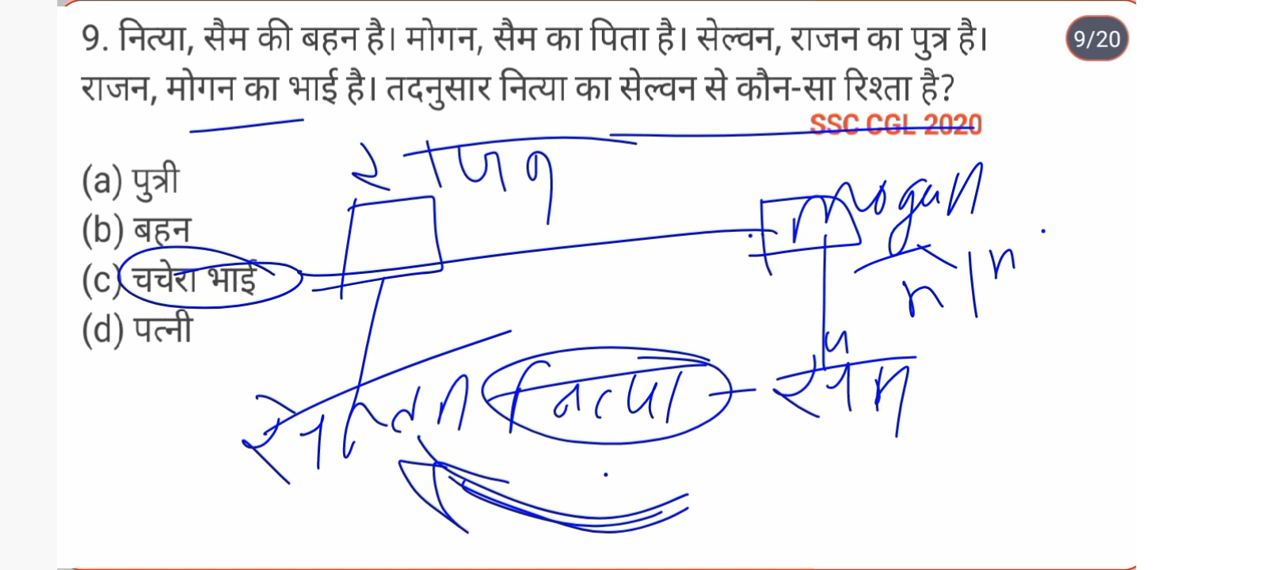 9. नित्या, सैम की बहन है। मोगन, सैम का पिता है। सेल्वन, राजन का पुत्र है।
9/20
राजन, मोगन का भाई है। तदनुसार नित्या का सेल्वन से कौन-सा रिश्ता है?
SSC CGL 2020
(a) पुत्री
(b) बहन
(c) चचेरा भाई
(d) पत्नी
राजन
mogan
सेल्वन नित्या - सैम